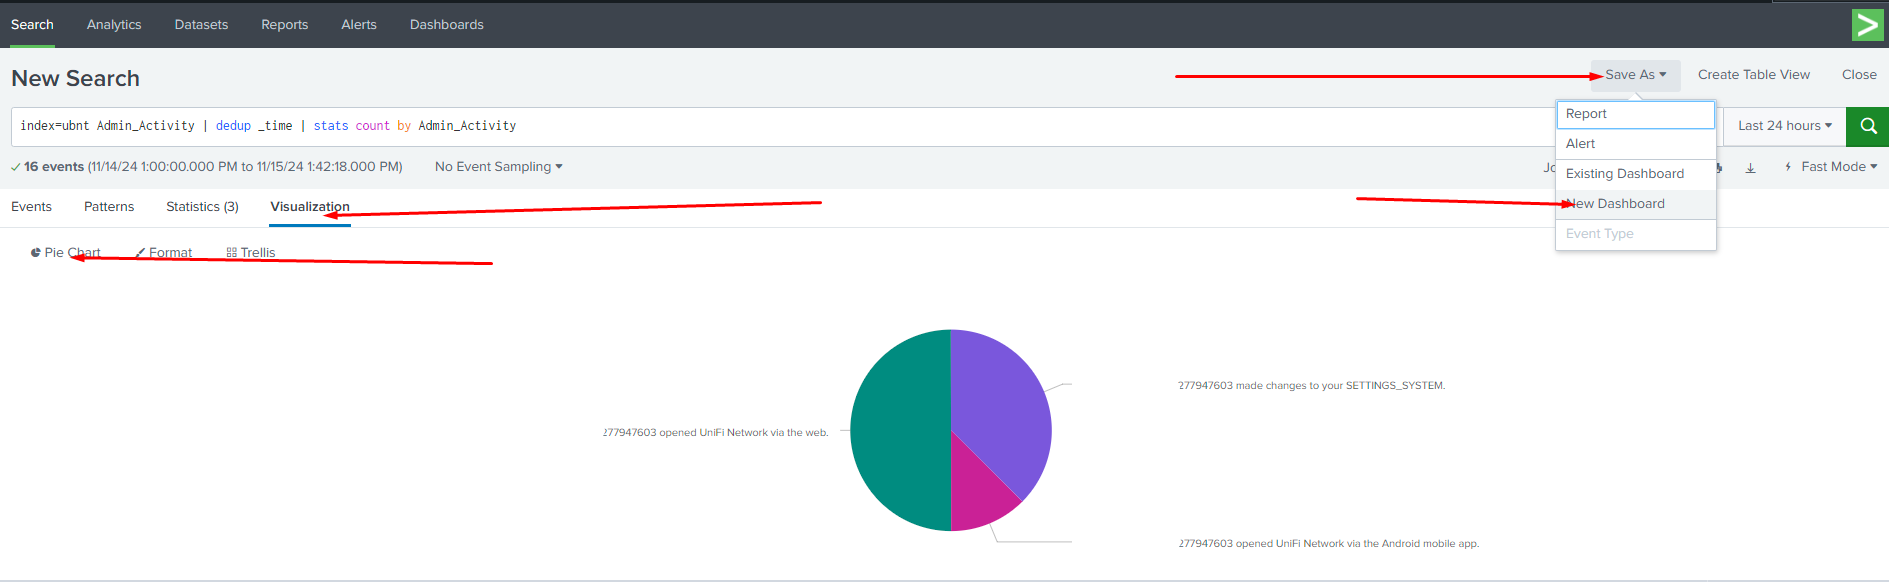 Search Analytics Datasets Reports Alerts Dashboards
New Search
Save As Create Table View Close
index=ubnt Admin_Activity | dedup _time | stats count by Admin_Activity
Last 24 hours
Report
Alert
Existing Dashboard
New Dashboard
Event Type
16 events (11/14/24 1:00:00.000 PM to 11/15/24 1:42:18.000 PM) No Event Sampling
Fast Mode
Events Patterns Statistics (3) Visualization
Pie Chart Format Trellis
277947603 made changes to your SETTINGS_SYSTEM.
277947603 opened UniFi Network via the web.
277947603 opened UniFi Network via the Android mobile app.